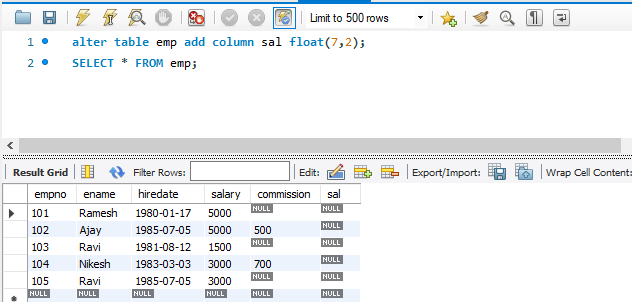 Limit to 500 rows
1 alter table emp add column sal float(7,2);
2 SELECT * FROM emp;
Result Grid Filter Rows: Edit: Export/Import: Wrap Cell Content:
empno ename hiredate salary commission sal
101 Ramesh 1980-01-17 5000 NULL NULL
102 Ajay 1985-07-05 5000 500 NULL
103 Ravi 1981-08-12 1500 NULL NULL
104 Nikesh 1983-03-03 3000 700 NULL
105 Ravi 1985-07-05 3000 NULL NULL
NULL NULL NULL NULL NULL NULL